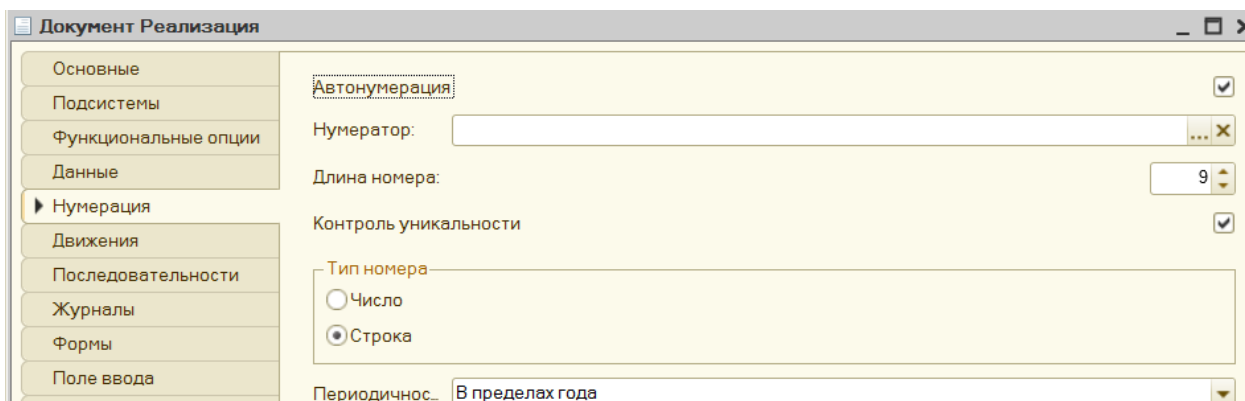 Документ Реализация
Основные
Подсистемы
Функциональные опции
Данные
Нумерация
Движения
Последовательности
Журналы
Формы
Поле ввода
Автонумерация
Нумератор:
...
Длина номера: 9
Контроль уникальности
Тип номера
Число
Строка
Периодичнос... В пределах года